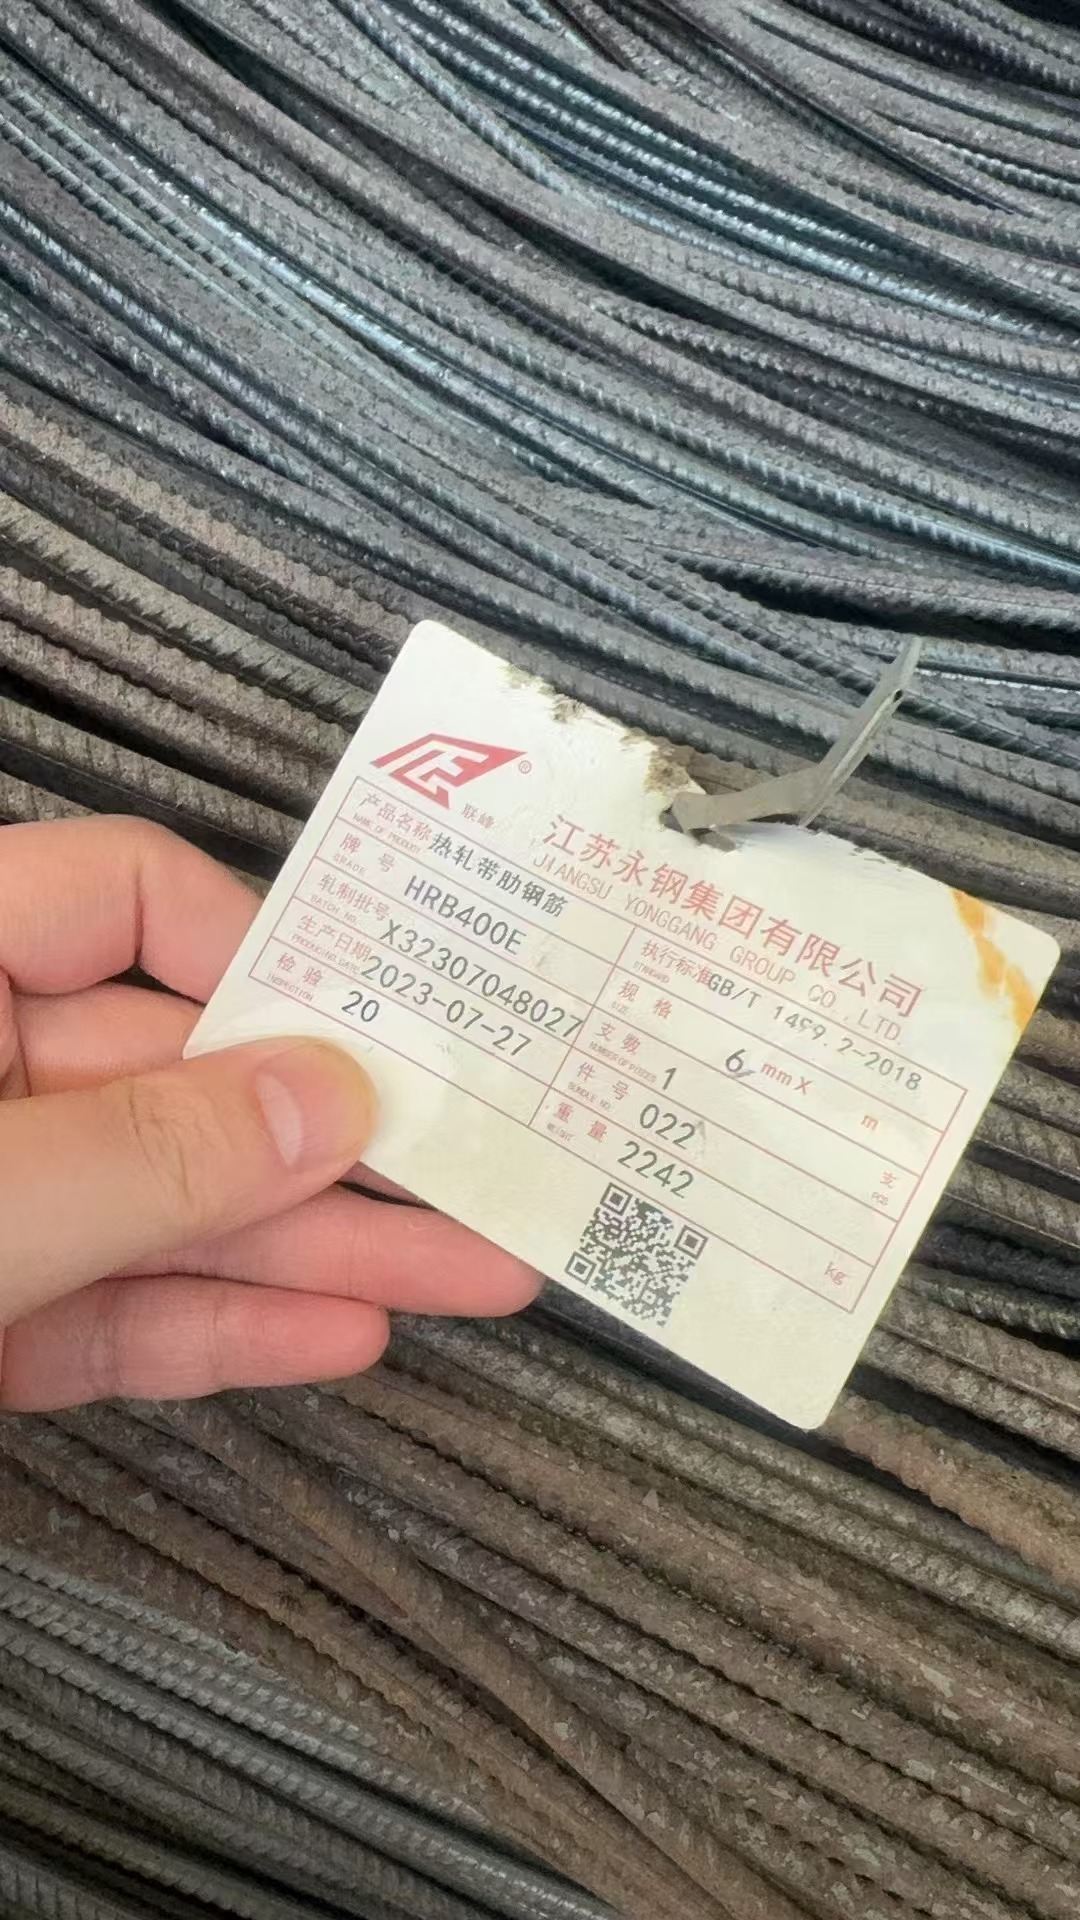 联峰 ®
江苏永钢集团有限公司
JIANGSU YONGGANG GROUP CO.,LTD.
产品名称 热轧带肋钢筋
NAME OF PRODUCT
执行标准 GB/T 1499.2-2018
STANDARD
牌 号 HRB400E
GRADE
规 格 6 mm X m
SIZE
轧制批号 X32307048027
BATCH NO.
支 数 1 支
NUMBER OF PIECES PCS
生产日期 2023-07-27
PRODUCING DATE
件 号 022
BUNDLE NO.
检 验 20
INSPECTION
重 量 2242 kg
WEIGHT